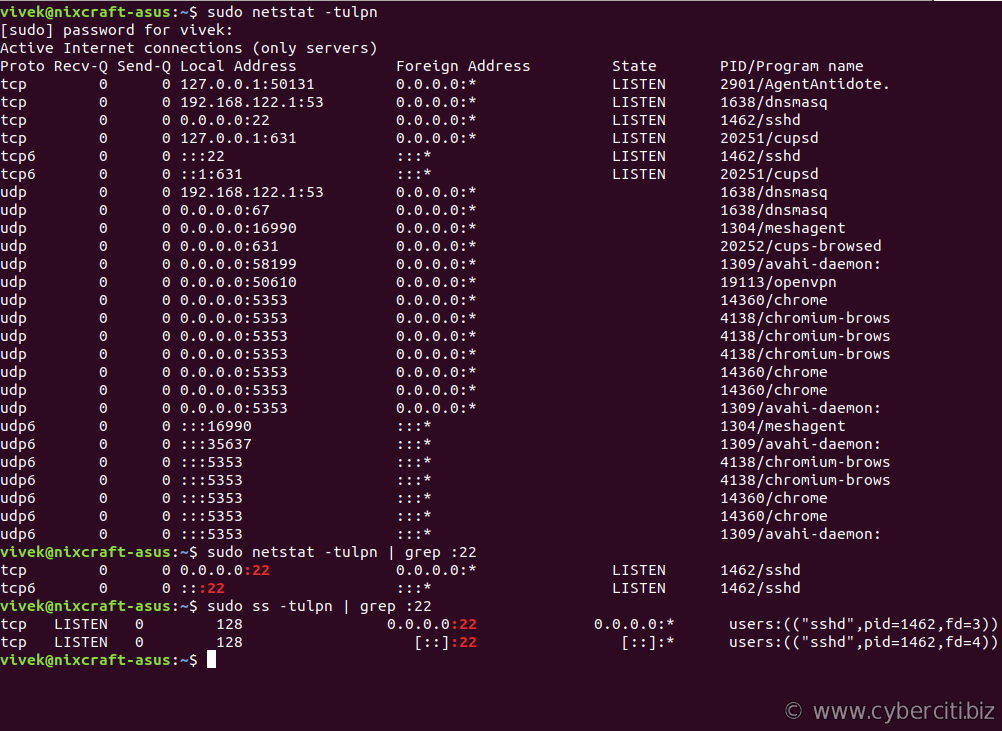 vivek@nixcraft-asus:~$ sudo netstat -tulpn
[sudo] password for vivek:
Active Internet connections (only servers)
Proto Recv-Q Send-Q Local Address           Foreign Address         State       PID/Program name
tcp        0      0 127.0.0.1:50131         0.0.0.0:*               LISTEN      2901/AgentAntidote.
tcp        0      0 192.168.122.1:53        0.0.0.0:*               LISTEN      1638/dnsmasq
tcp        0      0 0.0.0.0:22              0.0.0.0:*               LISTEN      1462/sshd
tcp        0      0 127.0.0.1:631           0.0.0.0:*               LISTEN      20251/cupsd
tcp6       0      0 :::22                   :::*                    LISTEN      1462/sshd
tcp6       0      0 ::1:631                 :::*                    LISTEN      20251/cupsd
udp        0      0 192.168.122.1:53        0.0.0.0:*                           1638/dnsmasq
udp        0      0 0.0.0.0:67              0.0.0.0:*                           1638/dnsmasq
udp        0      0 0.0.0.0:16990           0.0.0.0:*                           1304/meshagent
udp        0      0 0.0.0.0:631             0.0.0.0:*                           20252/cups-browsed
udp        0      0 0.0.0.0:58199           0.0.0.0:*                           1309/avahi-daemon:
udp        0      0 0.0.0.0:50610           0.0.0.0:*                           19113/openvpn
udp        0      0 0.0.0.0:5353            0.0.0.0:*                           14360/chrome
udp        0      0 0.0.0.0:5353            0.0.0.0:*                           4138/chromium-brows
udp        0      0 0.0.0.0:5353            0.0.0.0:*                           4138/chromium-brows
udp        0      0 0.0.0.0:5353            0.0.0.0:*                           4138/chromium-brows
udp        0      0 0.0.0.0:5353            0.0.0.0:*                           14360/chrome
udp        0      0 0.0.0.0:5353            0.0.0.0:*                           14360/chrome
udp        0      0 0.0.0.0:5353            0.0.0.0:*                           1309/avahi-daemon:
udp6       0      0 :::16990                :::*                                1304/meshagent
udp6       0      0 :::35637                :::*                                1309/avahi-daemon:
udp6       0      0 :::5353                 :::*                                4138/chromium-brows
udp6       0      0 :::5353                 :::*                                4138/chromium-brows
udp6       0      0 :::5353                 :::*                                14360/chrome
udp6       0      0 :::5353                 :::*                                14360/chrome
udp6       0      0 :::5353                 :::*                                1309/avahi-daemon:
vivek@nixcraft-asus:~$ sudo netstat -tulpn | grep :22
tcp        0      0 0.0.0.0:22              0.0.0.0:*               LISTEN      1462/sshd
tcp6       0      0 :::22                   :::*                    LISTEN      1462/sshd
vivek@nixcraft-asus:~$ sudo ss -tulpn | grep :22
tcp   LISTEN   0        128                0.0.0.0:22             0.0.0.0:*      users:(("sshd",pid=1462,fd=3))
tcp   LISTEN   0        128                   [::]:22                [::]:*      users:(("sshd",pid=1462,fd=4))
vivek@nixcraft-asus:~$
© www.cyberciti.biz